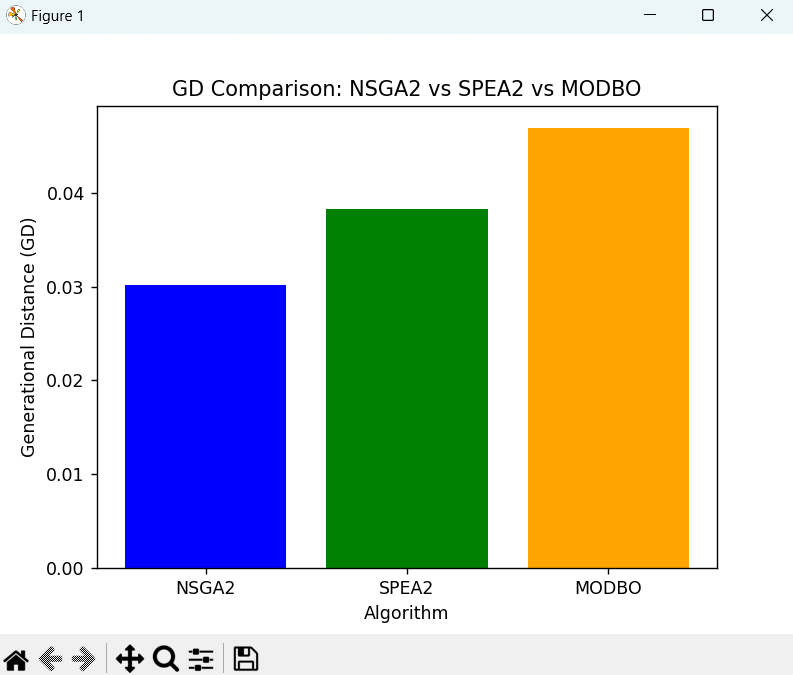 Figure 1
GD Comparison: NSGA2 vs SPEA2 vs MODBO
Generational Distance (GD)
0.04
0.03
0.02
0.01
0.00
NSGA2 SPEA2 MODBO
Algorithm